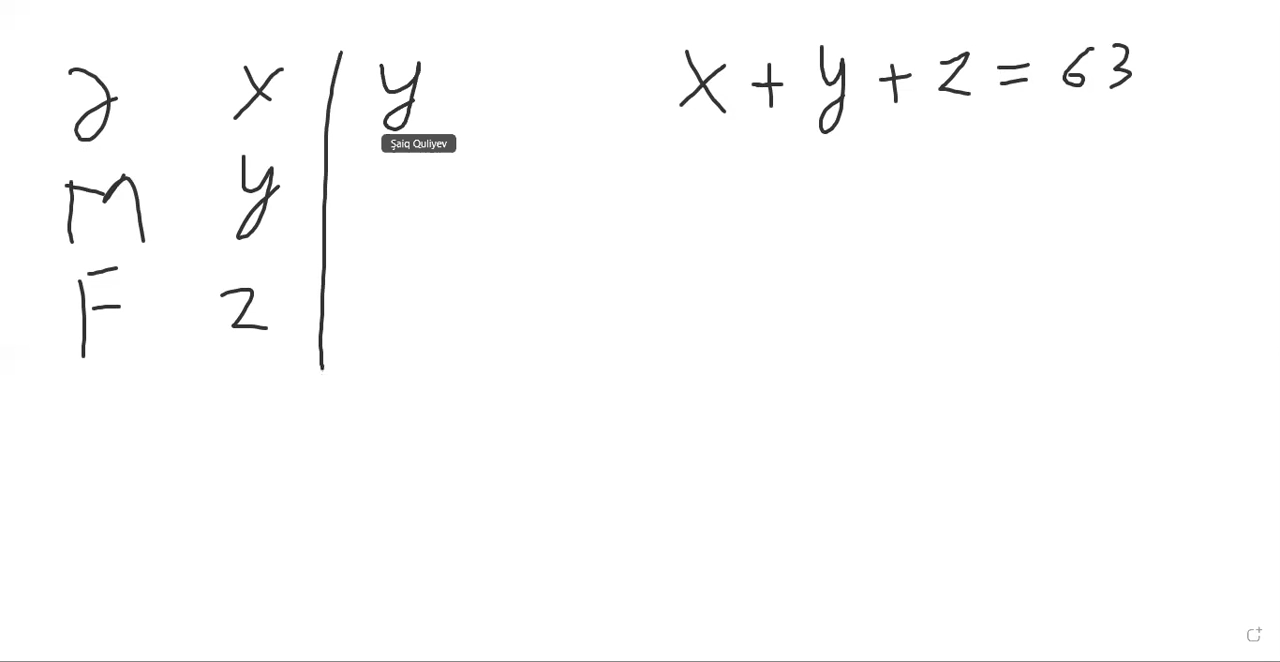 Ə x | y x + y + z = 63
Şaiq Quliyev
M y |
F z |